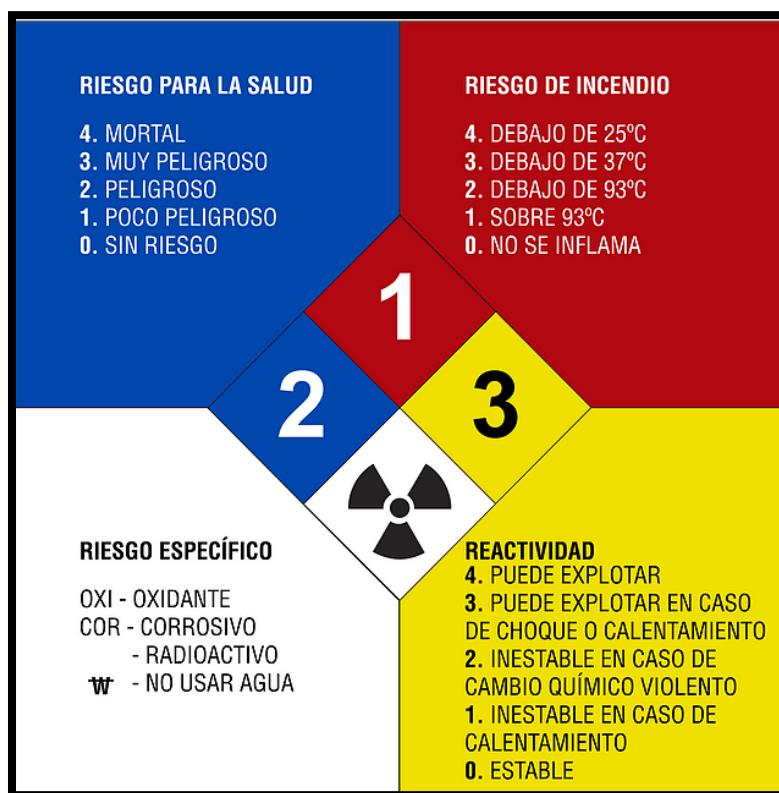 RIESGO PARA LA SALUD
4. MORTAL
3. MUY PELIGROSO
2. PELIGROSO
1. POCO PELIGROSO
0. SIN RIESGO
RIESGO DE INCENDIO
4. DEBAJO DE 25ºC
3. DEBAJO DE 37ºC
2. DEBAJO DE 93ºC
1. SOBRE 93ºC
0. NO SE INFLAMA
1
2
3
RIESGO ESPECÍFICO
OXI - OXIDANTE
COR - CORROSIVO
- RADIOACTIVO
W - NO USAR AGUA
REACTIVIDAD
4. PUEDE EXPLOTAR
3. PUEDE EXPLOTAR EN CASO
DE CHOQUE O CALENTAMIENTO
2. INESTABLE EN CASO DE
CAMBIO QUÍMICO VIOLENTO
1. INESTABLE EN CASO DE
CALENTAMIENTO
0. ESTABLE